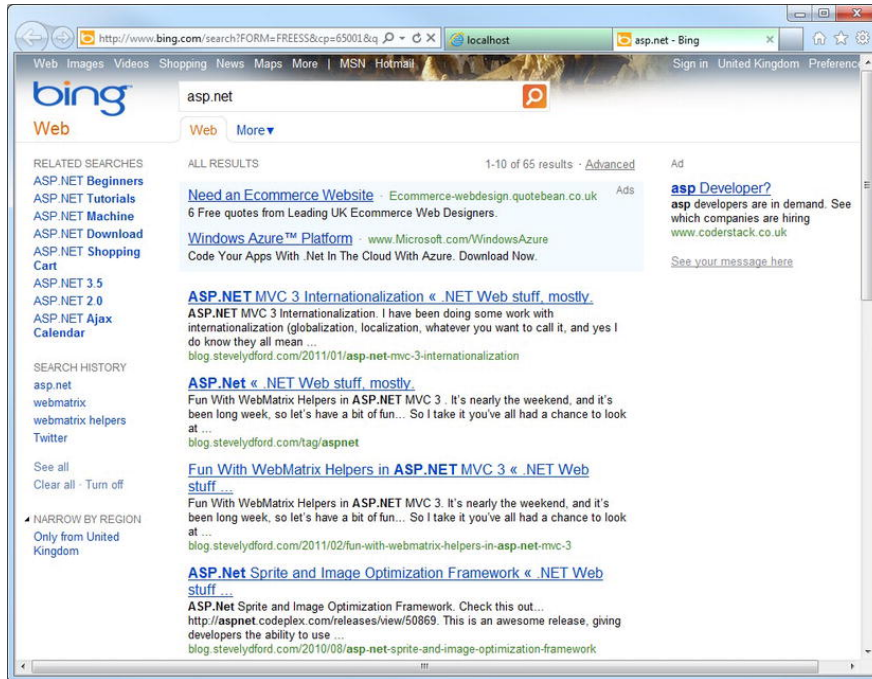 http://www.bing.com/search?FORM=FREESS&cp=65001&q
localhost
asp.net - Bing
Web Images Videos Shopping News Maps More | MSN Hotmail
Sign in United Kingdom Preference
bing
asp.net
Web
Web More▾
RELATED SEARCHES
ASP.NET Beginners
ASP.NET Tutorials
ASP.NET Machine
ASP.NET Download
ASP.NET Shopping
Cart
ASP.NET 3.5
ASP.NET 2.0
ASP.NET Ajax
Calendar
SEARCH HISTORY
asp.net
webmatrix
webmatrix helpers
Twitter
See all
Clear all · Turn off
NARROW BY REGION
Only from United
Kingdom
ALL RESULTS
1-10 of 65 results · Advanced
Need an Ecommerce Website · Ecommerce-webdesign.quotebean.co.uk
Ads
6 Free quotes from Leading UK Ecommerce Web Designers.
Windows Azure™ Platform · www.Microsoft.com/WindowsAzure
Code Your Apps With .Net In The Cloud With Azure. Download Now.
ASP.NET MVC 3 Internationalization « .NET Web stuff, mostly.
ASP.NET MVC 3 Internationalization. I have been doing some work with
internationalization (globalization, localization, whatever you want to call it, and yes I
do know they all mean ...
blog.stevelydford.com/2011/01/asp-net-mvc-3-internationalization
ASP.Net « .NET Web stuff, mostly.
Fun With WebMatrix Helpers in ASP.NET MVC 3 . It's nearly the weekend, and it's
been long week, so let's have a bit of fun... So I take it you've all had a chance to look
at ...
blog.stevelydford.com/tag/aspnet
Fun With WebMatrix Helpers in ASP.NET MVC 3 « .NET Web
stuff ...
Fun With WebMatrix Helpers in ASP.NET MVC 3. It's nearly the weekend, and it's
been long week, so let's have a bit of fun... So I take it you've all had a chance to look
at ...
blog.stevelydford.com/2011/02/fun-with-webmatrix-helpers-in-asp-net-mvc-3
ASP.Net Sprite and Image Optimization Framework « .NET Web
stuff ...
ASP.Net Sprite and Image Optimization Framework. Check this out...
http://aspnet.codeplex.com/releases/view/50869. This is an awesome release, giving
developers the ability to use ...
blog.stevelydford.com/2010/08/asp-net-sprite-and-image-optimization-framework
Ad
asp Developer?
asp developers are in demand. See
which companies are hiring
www.coderstack.co.uk
See your message here